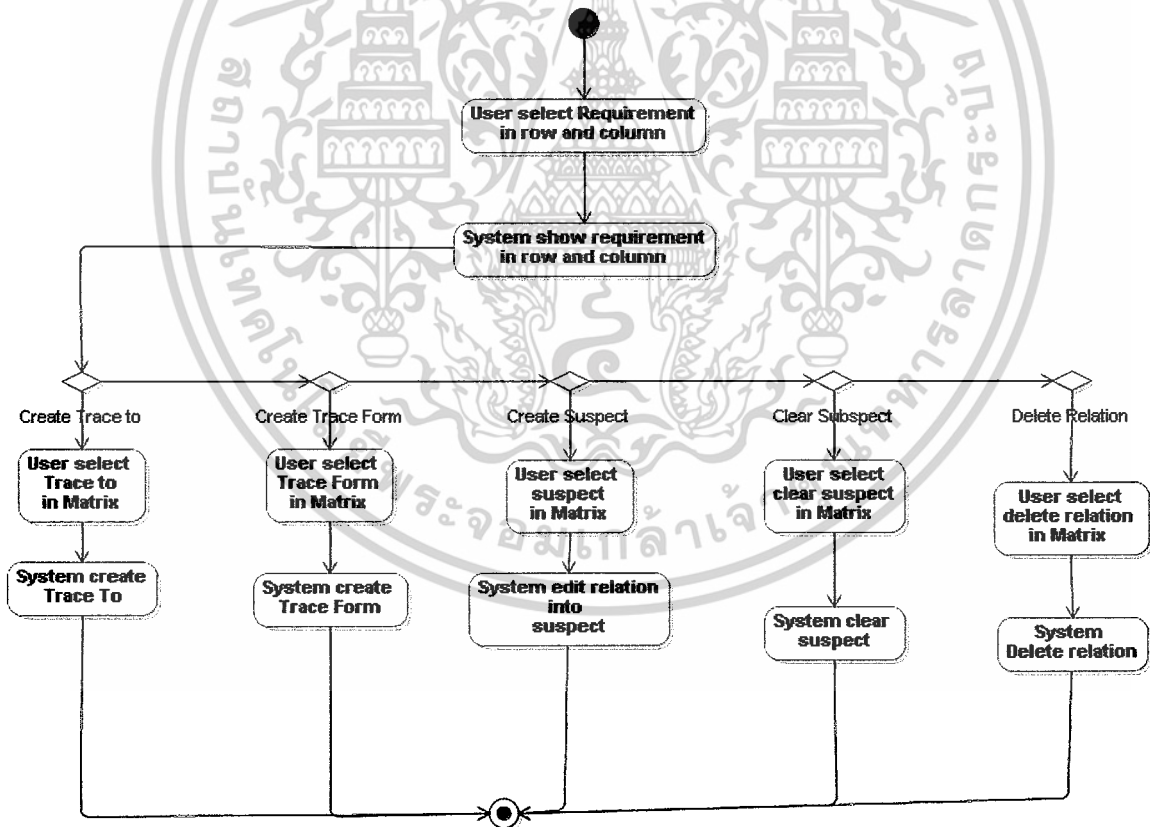 User select Requirement
in row and column
System show requirement
in row and column
Create Trace to
Create Trace Form
Create Suspect
Clear Subspect
Delete Relation
User select
Trace to
in Matrix
User select
Trace Form
in Matrix
User select
suspect
in Matrix
User select
clear suspect
in Matrix
User select
delete relation
in Matrix
System create
Trace To
System create
Trace Form
System edit relation
into
suspect
System clear
suspect
System
Delete relation